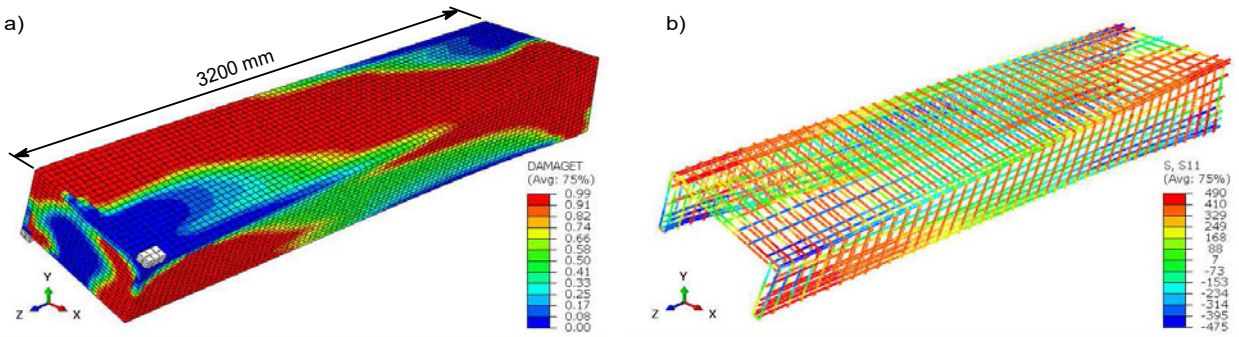 a)
3200 mm
DAMAGET
(Avg: 75%)
0.99
0.91
0.82
0.74
0.66
0.58
0.50
0.41
0.33
0.25
0.17
0.08
0.00
Y
Z
X
b)
S, S11
(Avg: 75%)
490
410
329
249
168
88
7
-73
-153
-234
-314
-395
-475
Y
Z
X